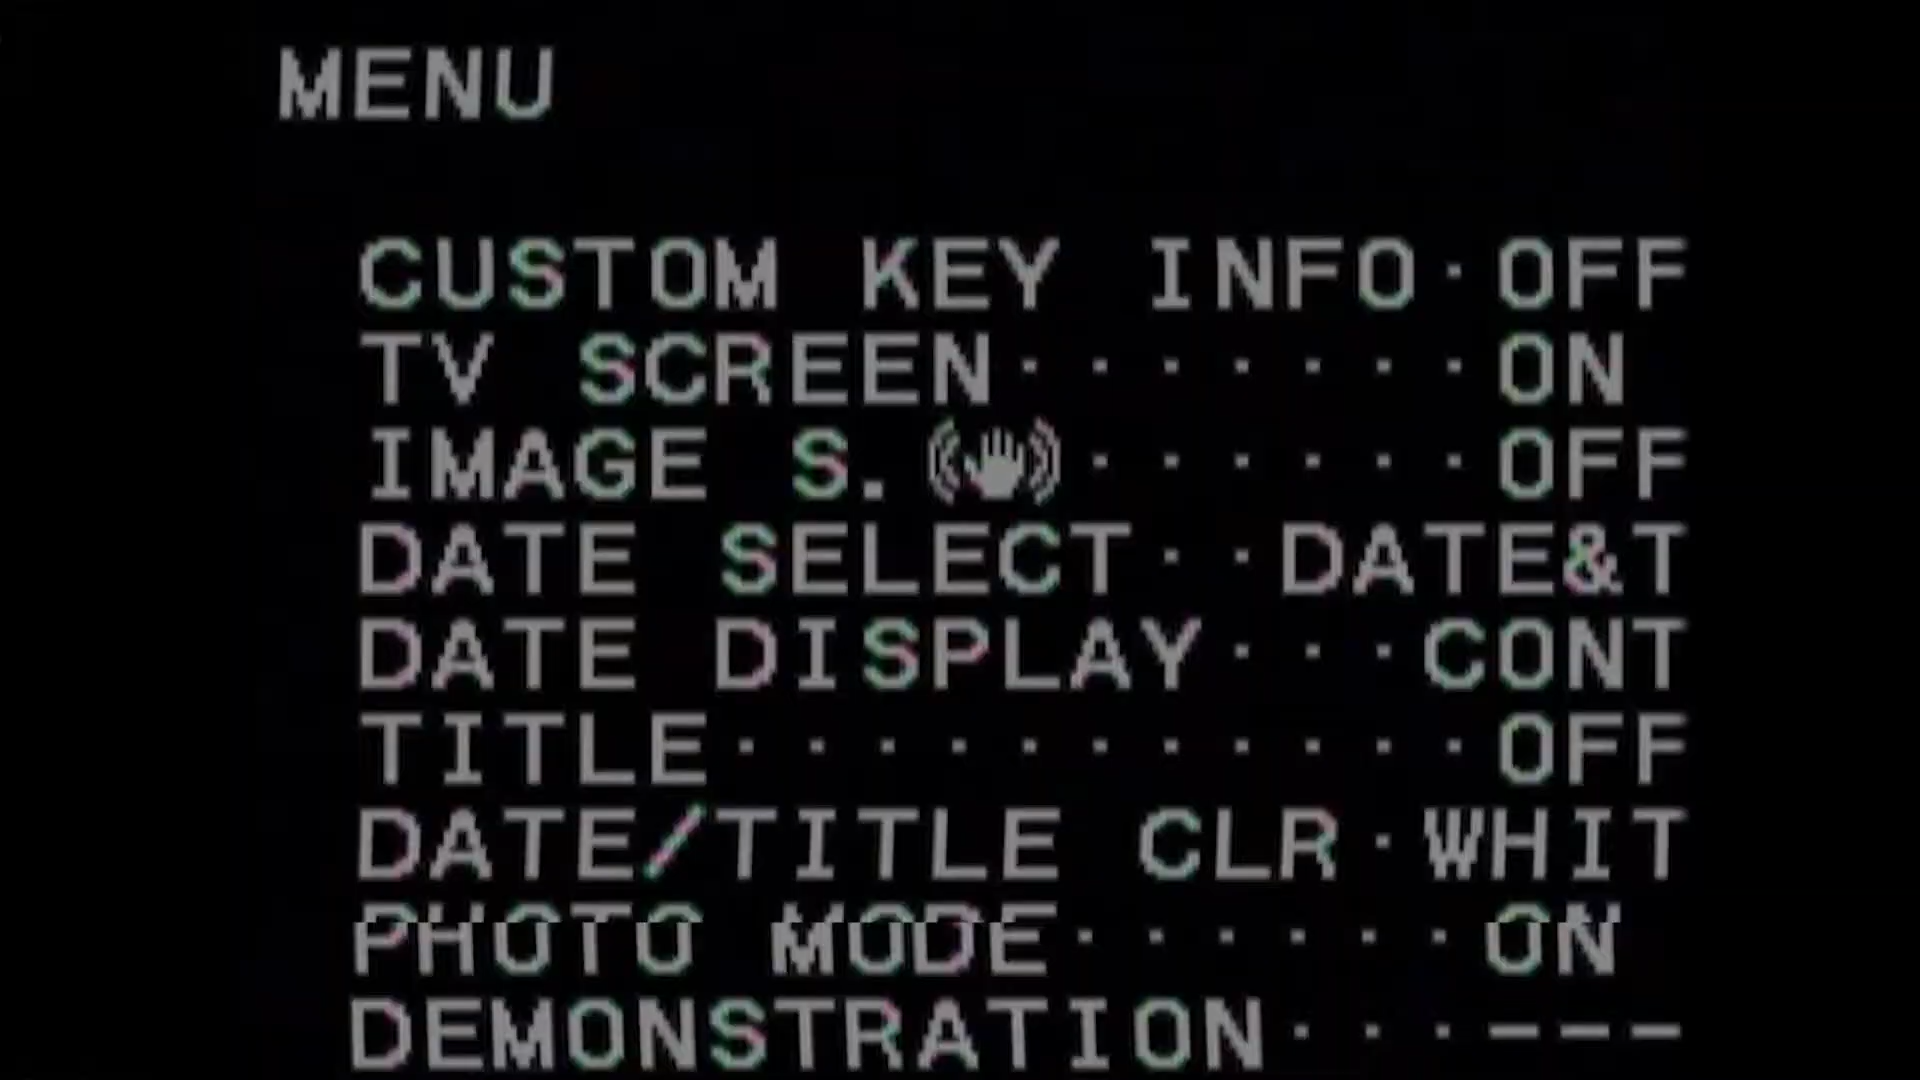 MENU
CUSTOM KEY INFO·OFF
TV SCREEN·······ON
IMAGE S. ······OFF
DATE SELECT··DATE&T
DATE DISPLAY···CONT
TITLE···········OFF
DATE/TITLE CLR·WHIT
PHOTO MODE······ON
DEMONSTRATION···---